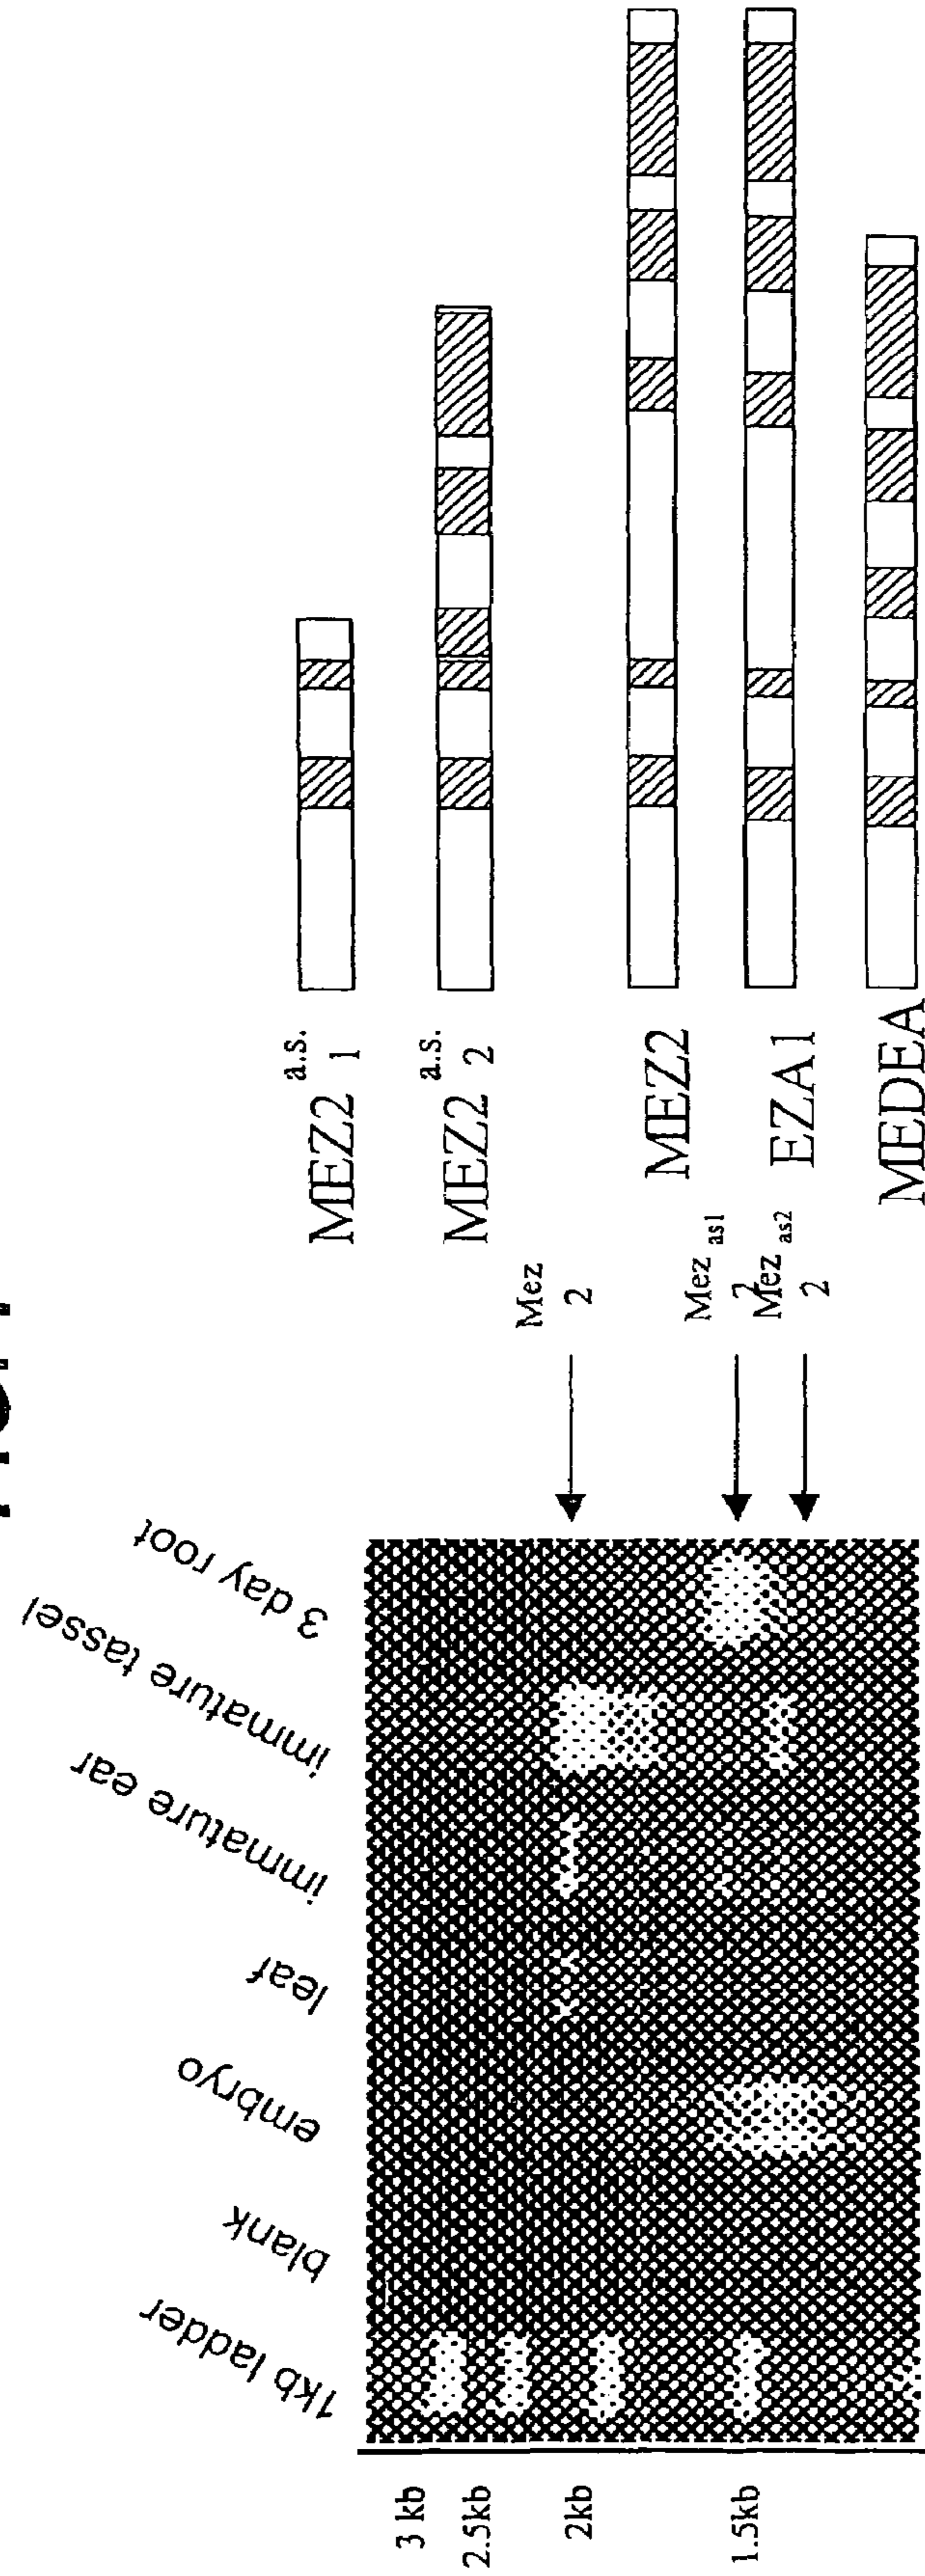 1kb ladder
blank
embryo
leaf
immature ear
immature tassel
3 day root
3 kb
2.5kb
2kb
1.5kb
Mez
2
Mez as1
2
Mez as2
2
MEZ2 a.s.
1
MEZ2 a.s.
2
MEZ2
EZA1
MEDEA